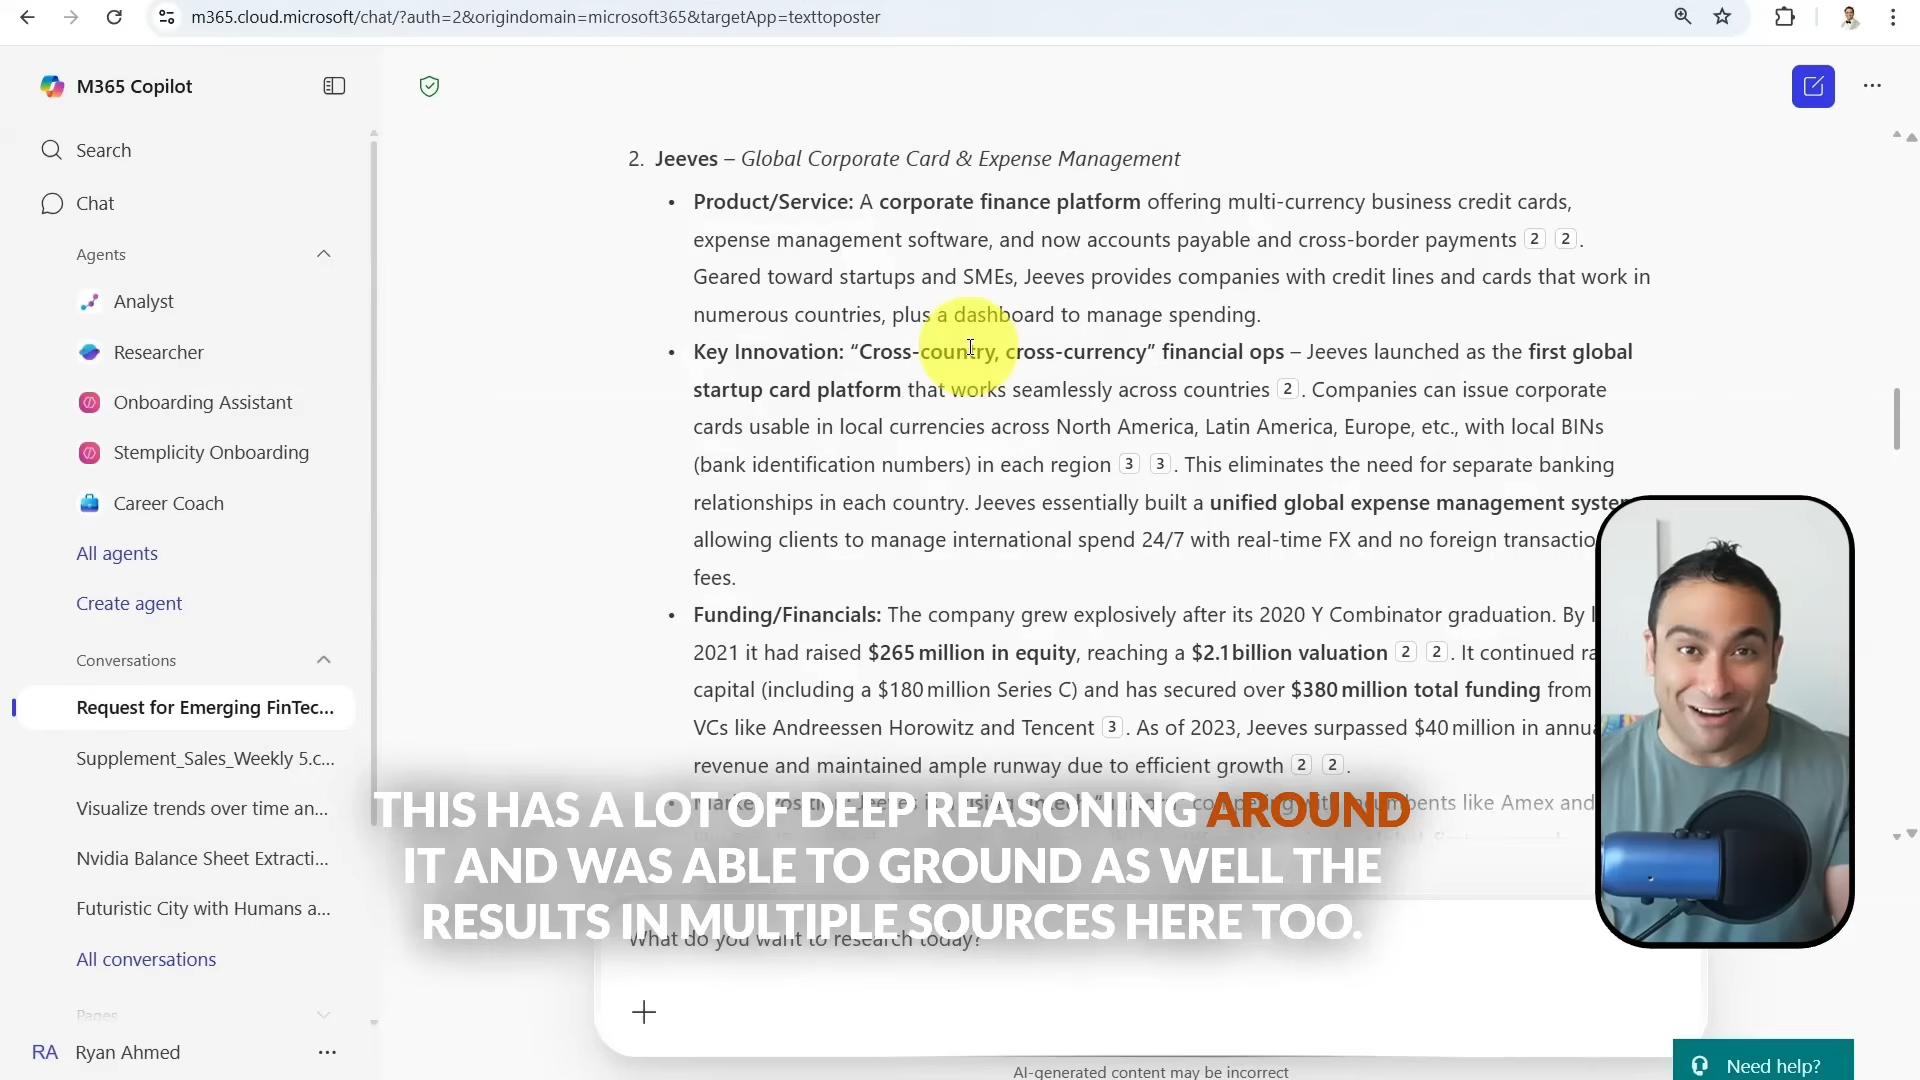 m365.cloud.microsoft/chat/?auth=2&origindomain=microsoft365&targetApp=texttoposter
M365 Copilot
Search
Chat
Agents
Analyst
Researcher
Onboarding Assistant
Stemplicity Onboarding
Career Coach
All agents
Create agent
Conversations
Request for Emerging FinTec...
Supplement_Sales_Weekly 5.c...
Visualize trends over time an...
Nvidia Balance Sheet Extracti...
Futuristic City with Humans a...
All conversations
Pages
RA Ryan Ahmed
2. Jeeves – Global Corporate Card & Expense Management
• Product/Service: A corporate finance platform offering multi-currency business credit cards,
expense management software, and now accounts payable and cross-border payments 2 2.
Geared toward startups and SMEs, Jeeves provides companies with credit lines and cards that work in
numerous countries, plus a dashboard to manage spending.
• Key Innovation: “Cross-country, cross-currency” financial ops – Jeeves launched as the first global
startup card platform that works seamlessly across countries 2. Companies can issue corporate
cards usable in local currencies across North America, Latin America, Europe, etc., with local BINs
(bank identification numbers) in each region 3 3. This eliminates the need for separate banking
relationships in each country. Jeeves essentially built a unified global expense management
allowing clients to manage international spend 24/7 with real-time FX and no foreign
fees.
• Funding/Financials: The company grew explosively after its 2020 Y Combinator graduation. By
2021 it had raised $265 million in equity, reaching a $2.1 billion valuation 2 2. It continued
capital (including a $180 million Series C) and has secured over $380 million total funding from
VCs like Andreessen Horowitz and Tencent 3. As of 2023, Jeeves surpassed $40 million in
revenue and maintained ample runway due to efficient growth 2 2.
THIS HAS A LOT OF DEEP REASONING AROUND
IT AND WAS ABLE TO GROUND AS WELL THE
RESULTS IN MULTIPLE SOURCES HERE TOO.
What do you want to research today?
AI-generated content may be incorrect
Need help?